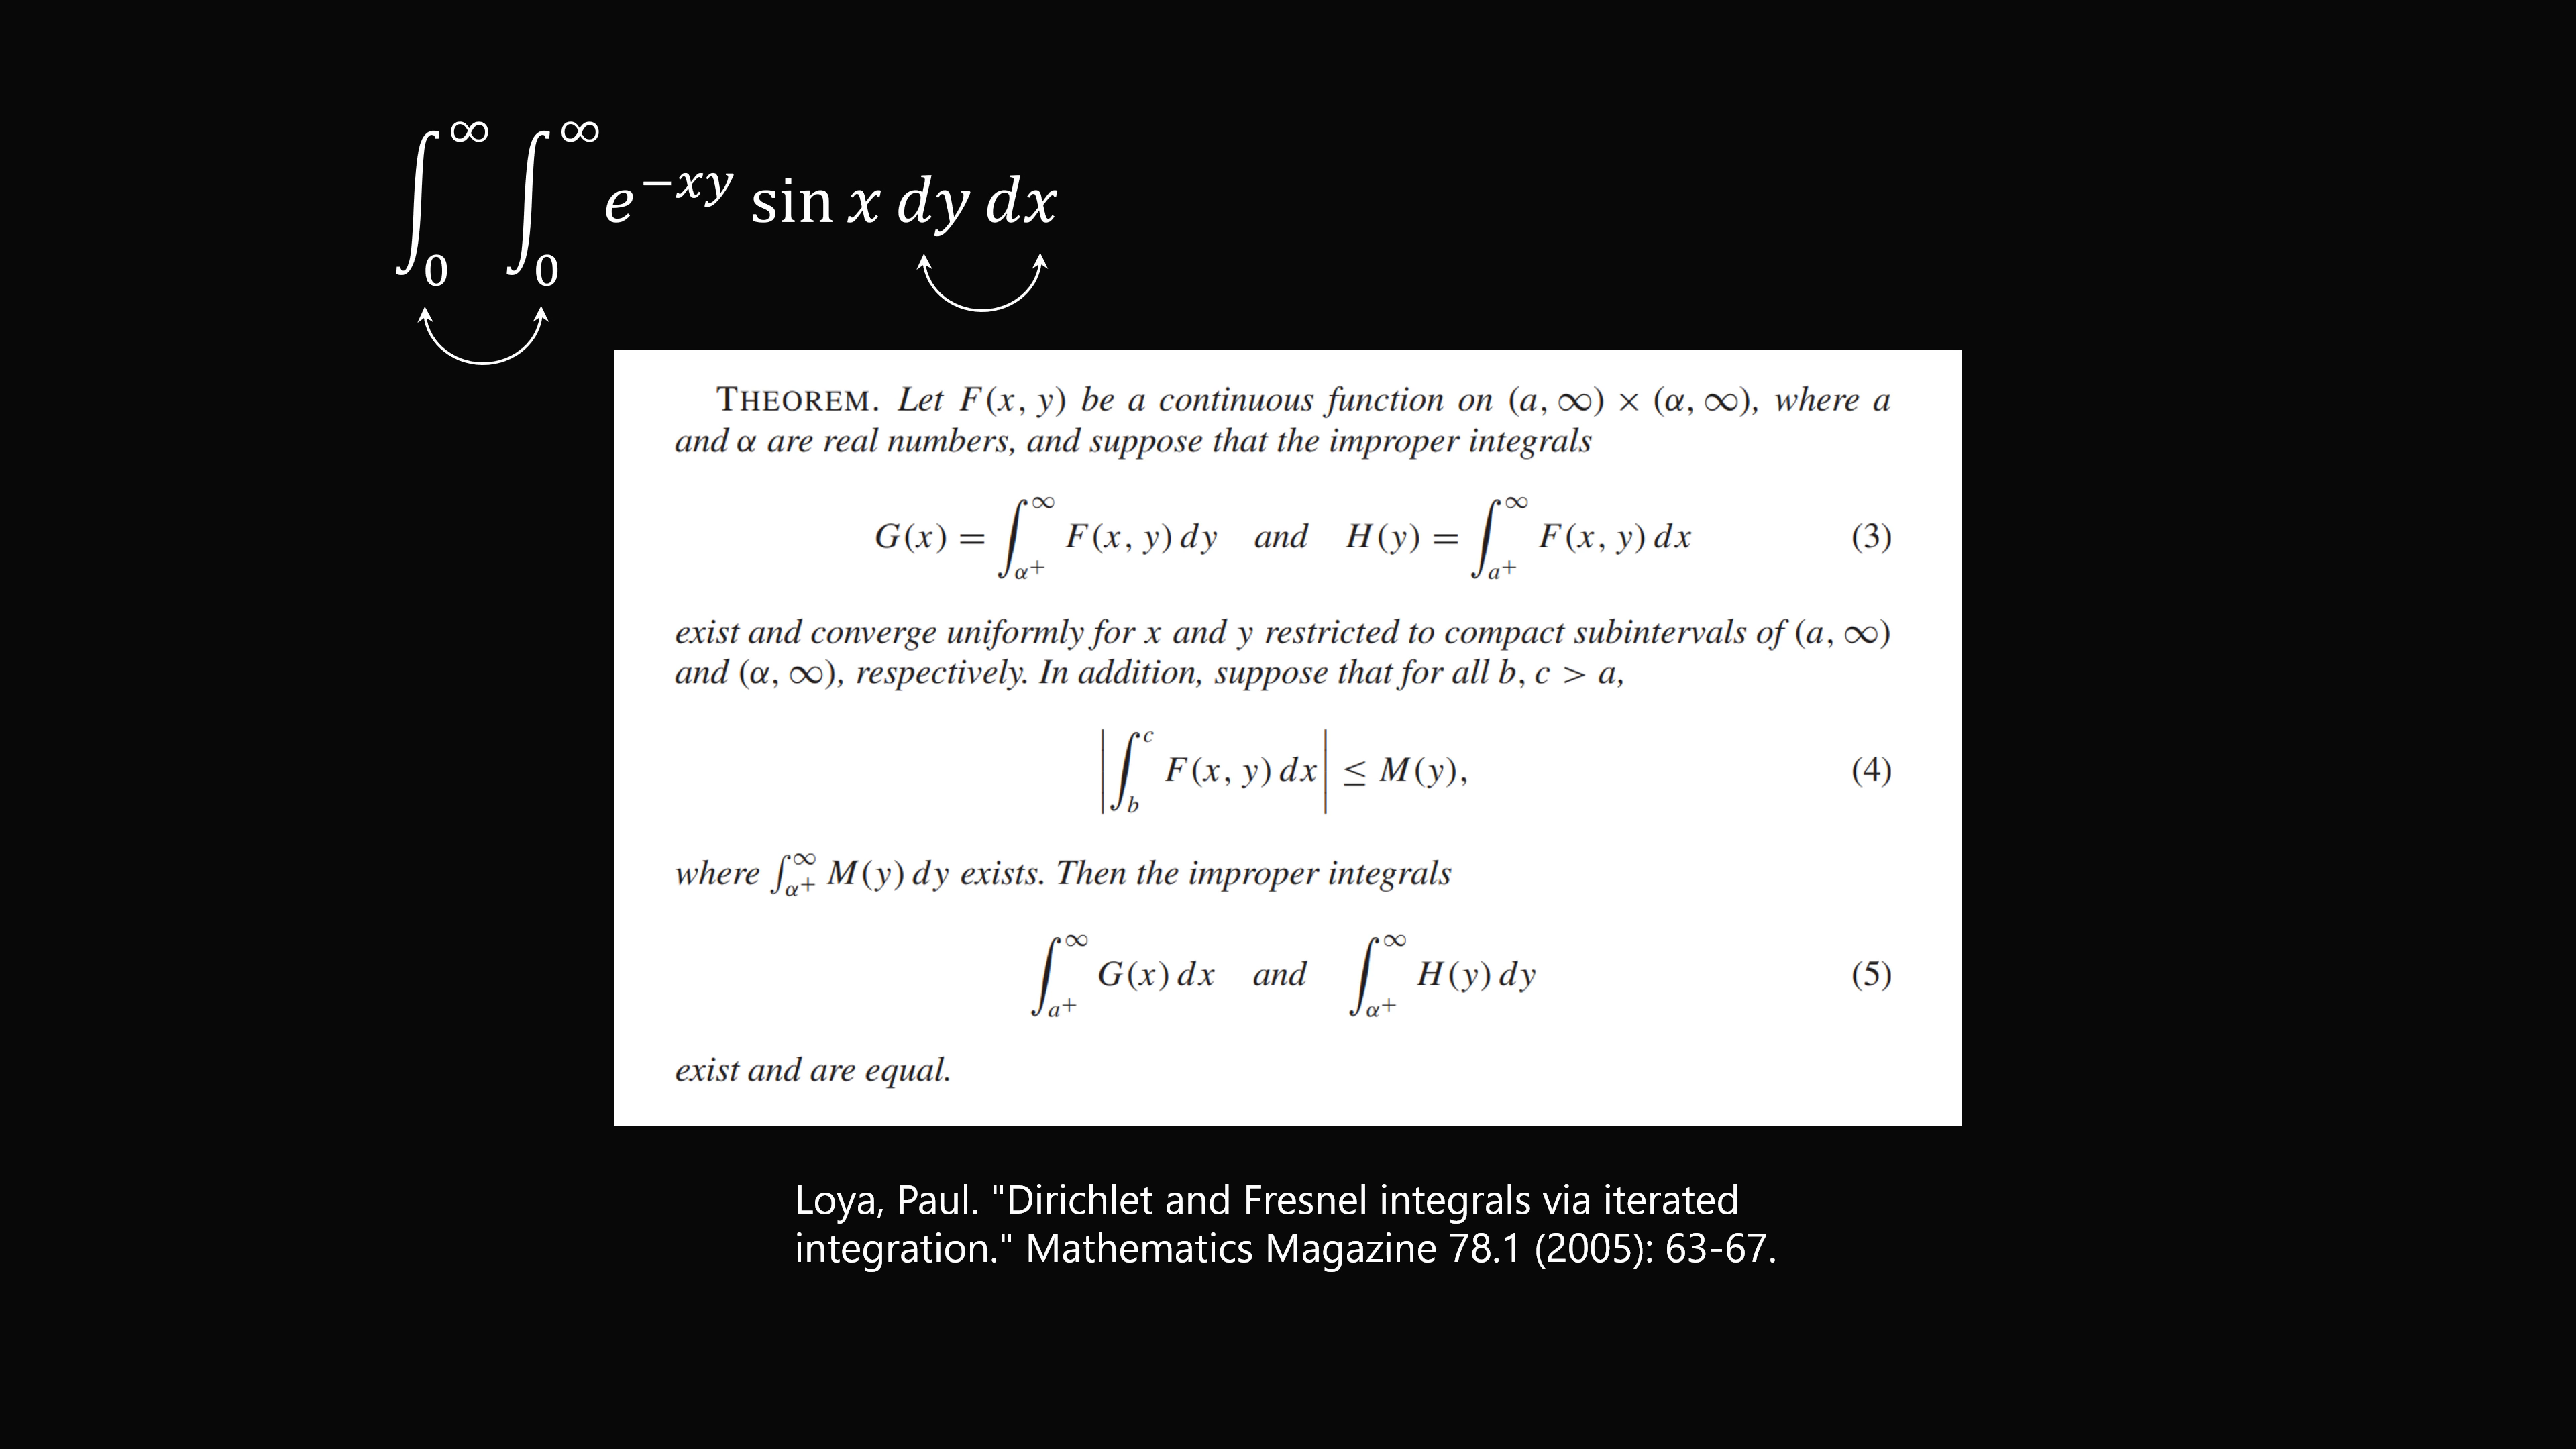 ∫₀^∞ ∫₀^∞ e^{−xy} sin x dy dx
THEOREM. Let F(x, y) be a continuous function on (a, ∞) × (α, ∞), where a
and α are real numbers, and suppose that the improper integrals
G(x) = ∫_{α⁺}^∞ F(x, y) dy and H(y) = ∫_{a⁺}^∞ F(x, y) dx (3)
exist and converge uniformly for x and y restricted to compact subintervals of (a, ∞)
and (α, ∞), respectively. In addition, suppose that for all b, c > a,
|∫_b^c F(x, y) dx| ≤ M(y), (4)
where ∫_{α⁺}^∞ M(y) dy exists. Then the improper integrals
∫_{a⁺}^∞ G(x) dx and ∫_{α⁺}^∞ H(y) dy (5)
exist and are equal.
Loya, Paul. "Dirichlet and Fresnel integrals via iterated
integration." Mathematics Magazine 78.1 (2005): 63-67.